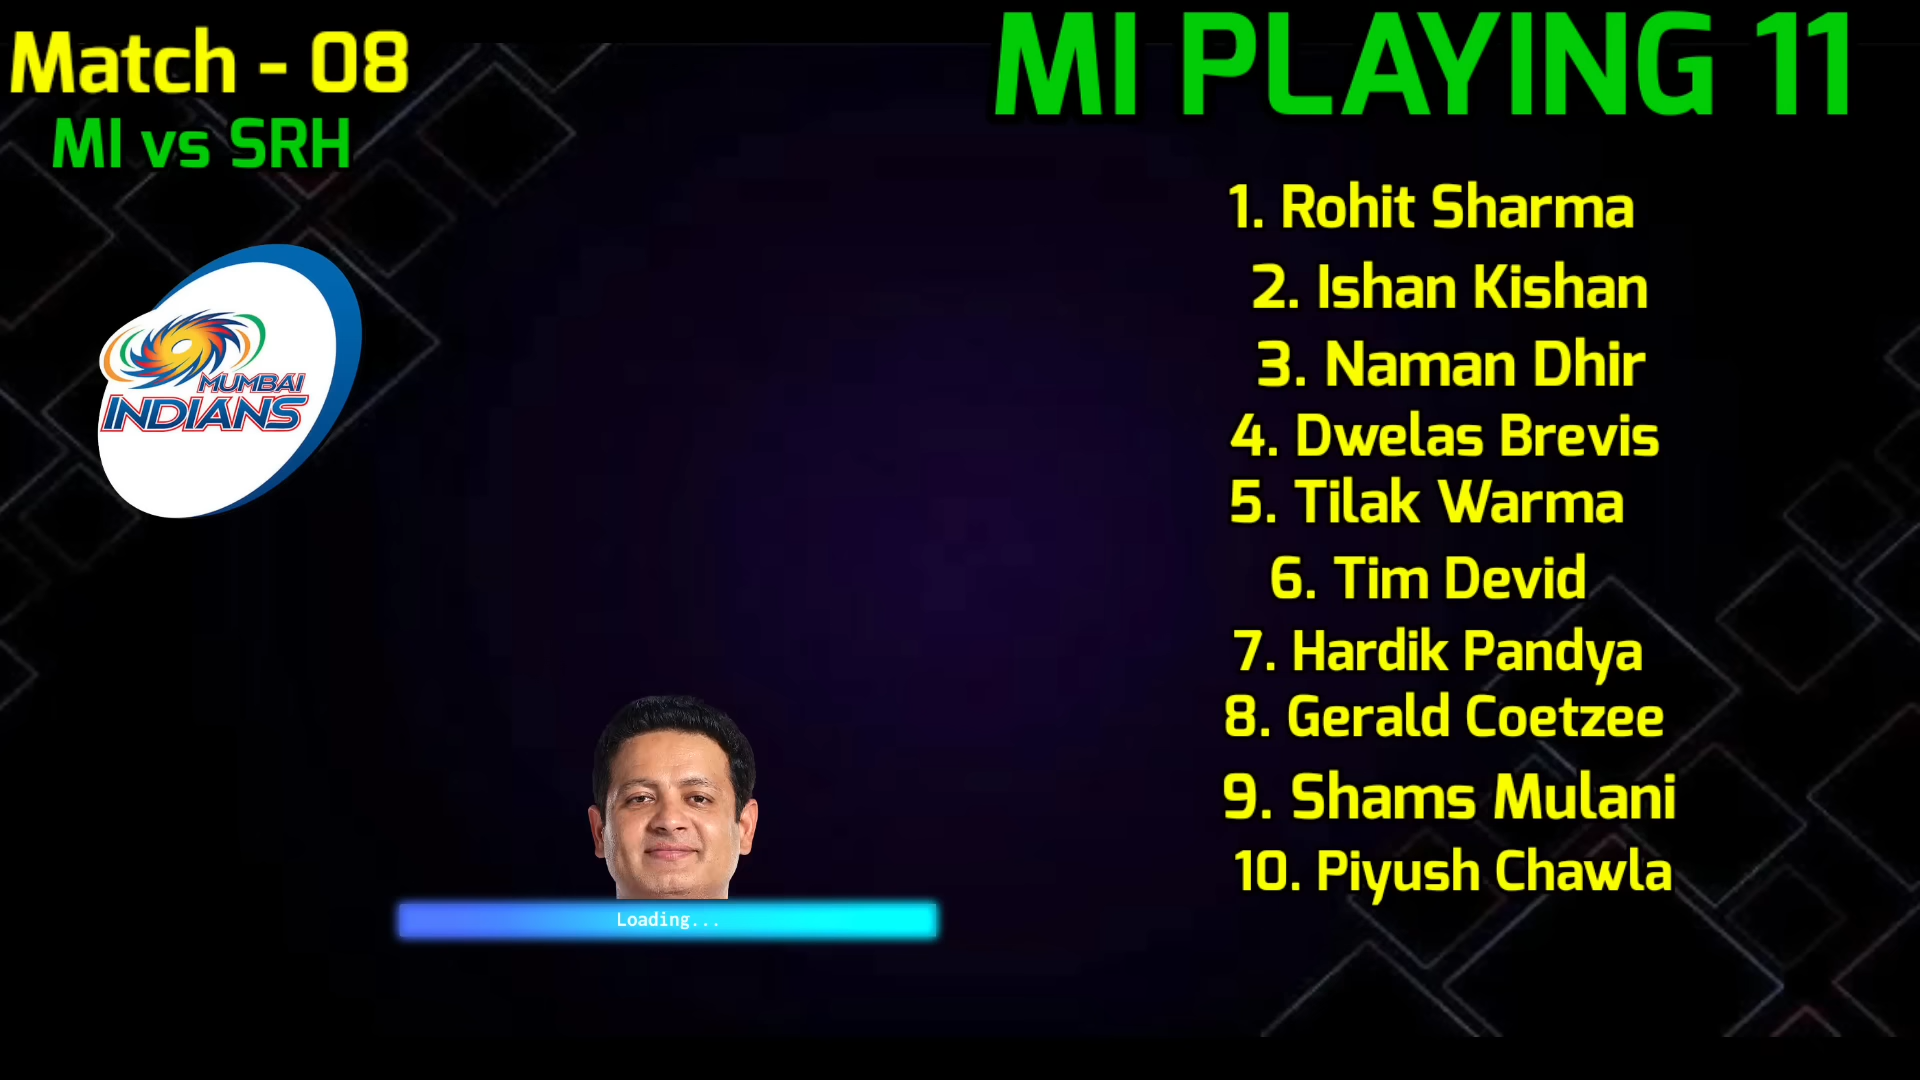 Match - 08
MI vs SRH
MUMBAI
INDIANS
MI PLAYING 11
1. Rohit Sharma
2. Ishan Kishan
3. Naman Dhir
4. Dwelas Brevis
5. Tilak Warma
6. Tim Devid
7. Hardik Pandya
8. Gerald Coetzee
9. Shams Mulani
10. Piyush Chawla
Loading...